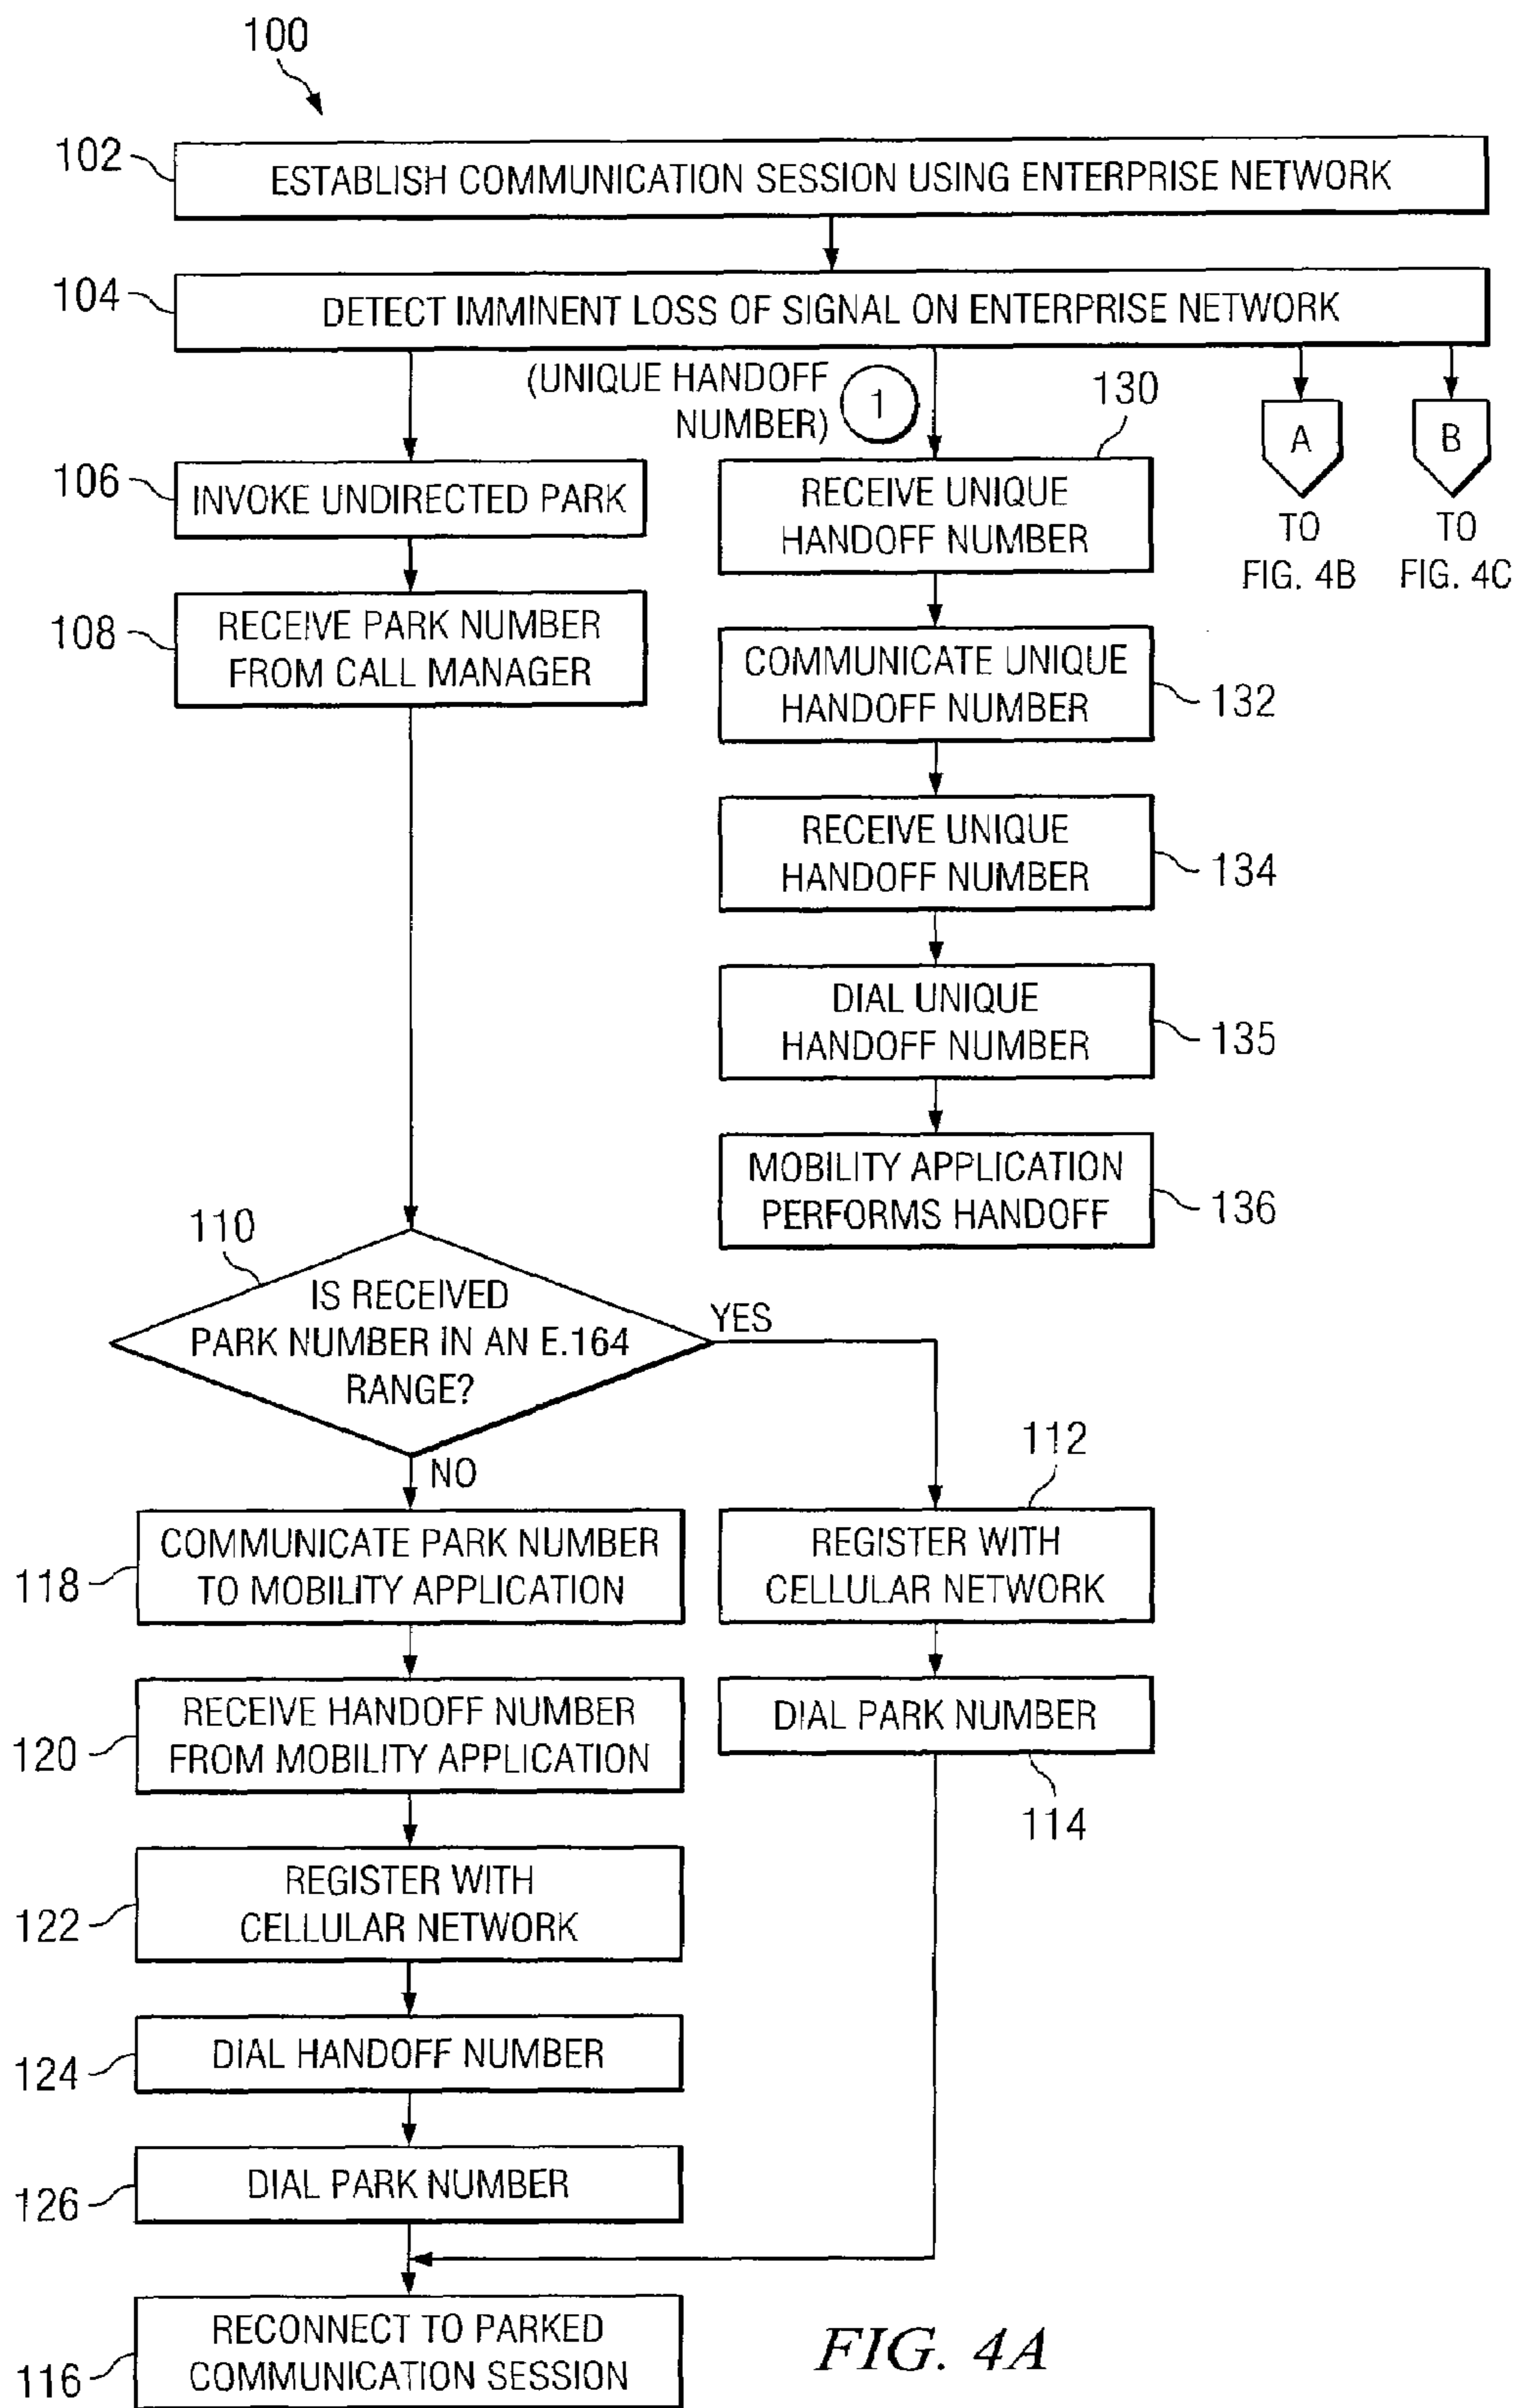 100
102
ESTABLISH COMMUNICATION SESSION USING ENTERPRISE NETWORK
104
DETECT IMMINENT LOSS OF SIGNAL ON ENTERPRISE NETWORK
(UNIQUE HANDOFF
NUMBER)
1
130
A
B
TO
FIG. 4B
TO
FIG. 4C
106
INVOKE UNDIRECTED PARK
RECEIVE UNIQUE
HANDOFF NUMBER
108
RECEIVE PARK NUMBER
FROM CALL MANAGER
COMMUNICATE UNIQUE
HANDOFF NUMBER
132
RECEIVE UNIQUE
HANDOFF NUMBER
134
DIAL UNIQUE
HANDOFF NUMBER
135
MOBILITY APPLICATION
PERFORMS HANDOFF
136
110
IS RECEIVED
PARK NUMBER IN AN E.164
RANGE?
YES
NO
112
118
COMMUNICATE PARK NUMBER
TO MOBILITY APPLICATION
REGISTER WITH
CELLULAR NETWORK
120
RECEIVE HANDOFF NUMBER
FROM MOBILITY APPLICATION
DIAL PARK NUMBER
114
122
REGISTER WITH
CELLULAR NETWORK
124
DIAL HANDOFF NUMBER
126
DIAL PARK NUMBER
116
RECONNECT TO PARKED
COMMUNICATION SESSION
FIG. 4A